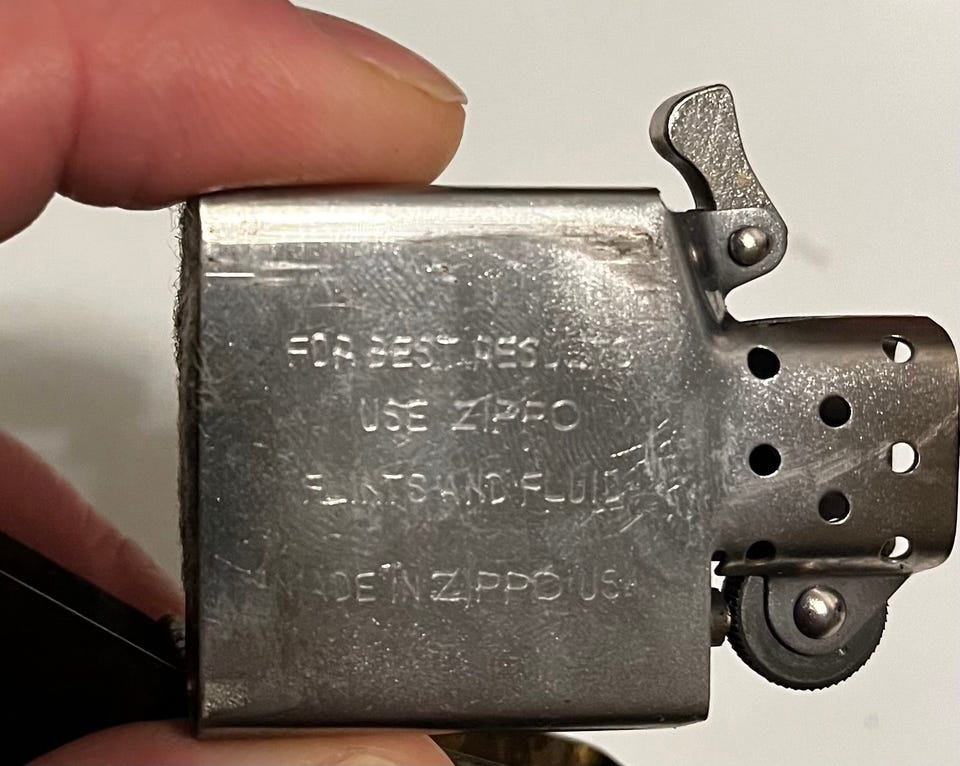 FOR BEST RESULTS
USE ZIPPO
FLINTS AND FLUID
MADE IN ZIPPO USA